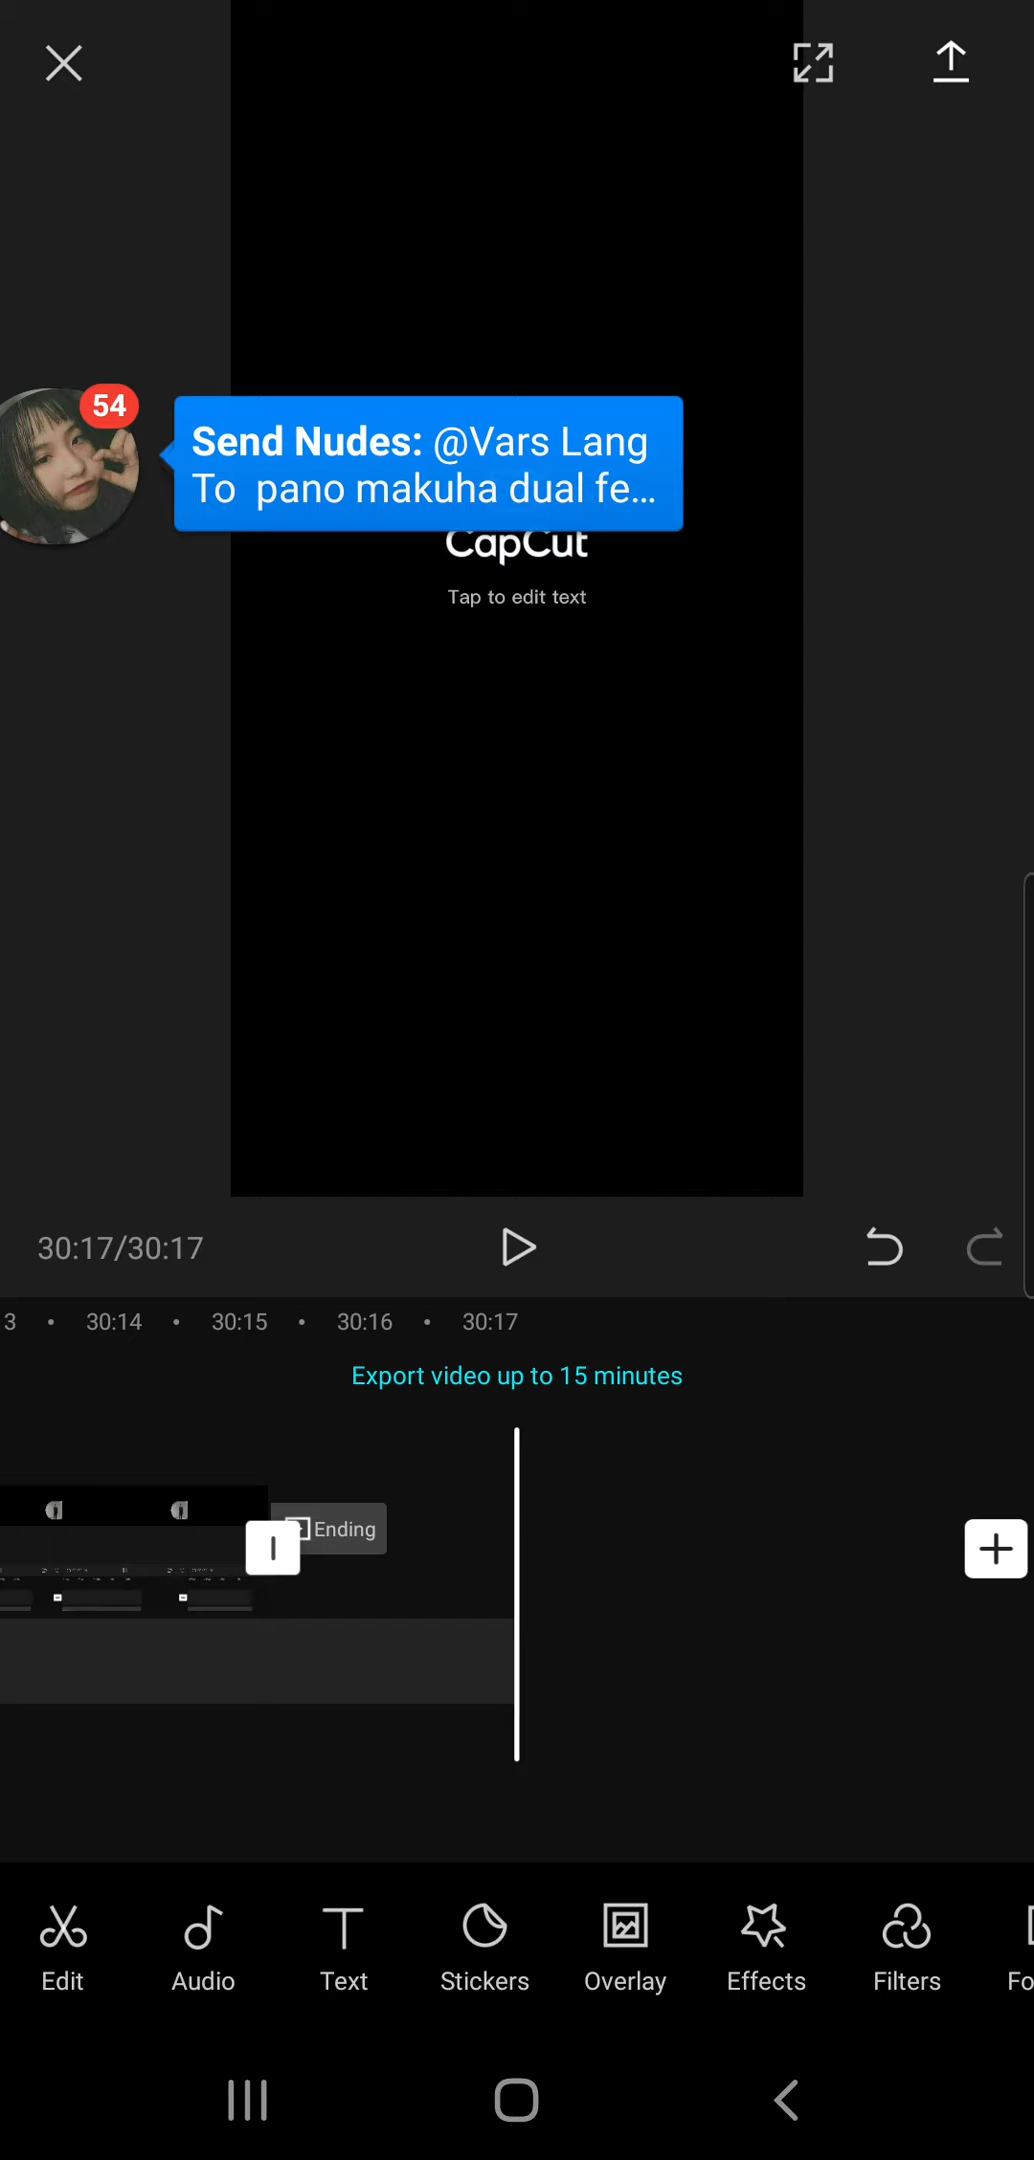 54
Send Nudes: @Vars Lang
To  pano makuha dual fe...
CapCut
Tap to edit text
30:17/30:17
3 • 30:14 • 30:15 • 30:16 • 30:17
Export video up to 15 minutes
Ending
Edit Audio Text Stickers Overlay Effects Filters Fo